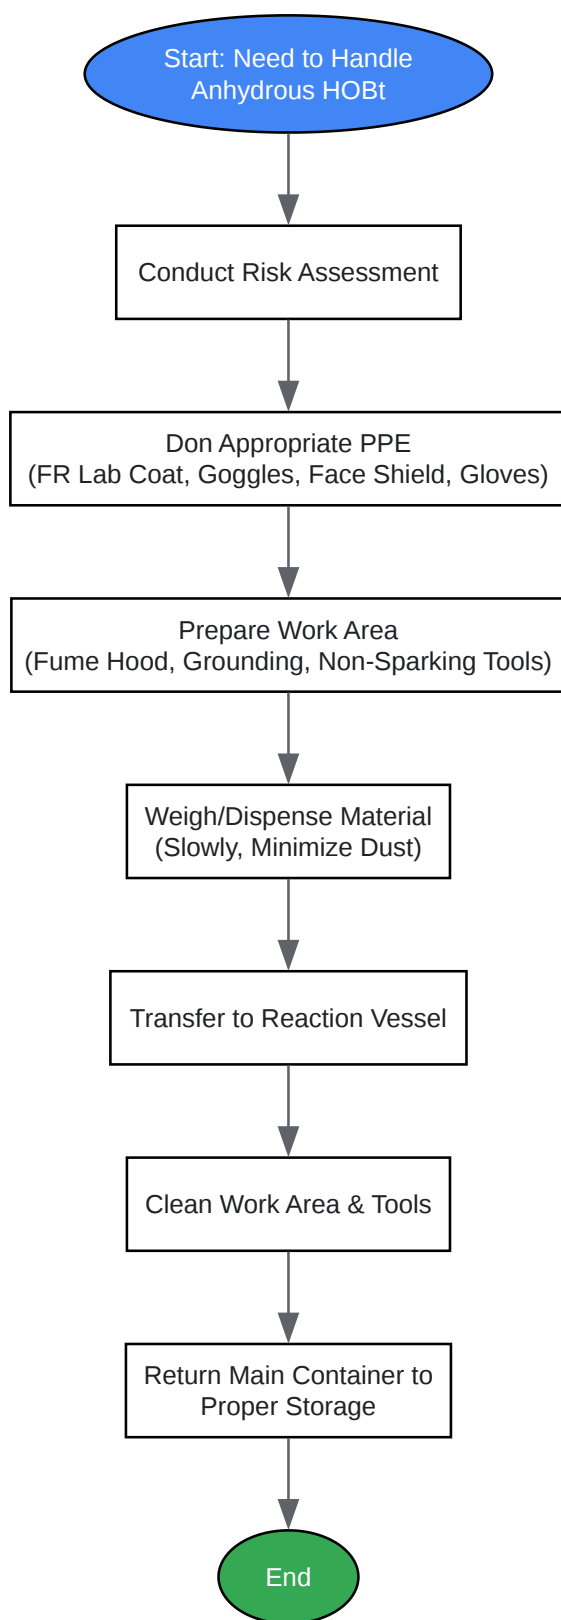 Start: Need to Handle
Anhydrous HOBt
Conduct Risk Assessment
Don Appropriate PPE
(FR Lab Coat, Goggles, Face Shield, Gloves)
Prepare Work Area
(Fume Hood, Grounding, Non-Sparking Tools)
Weigh/Dispense Material
(Slowly, Minimize Dust)
Transfer to Reaction Vessel
Clean Work Area & Tools
Return Main Container to
Proper Storage
End